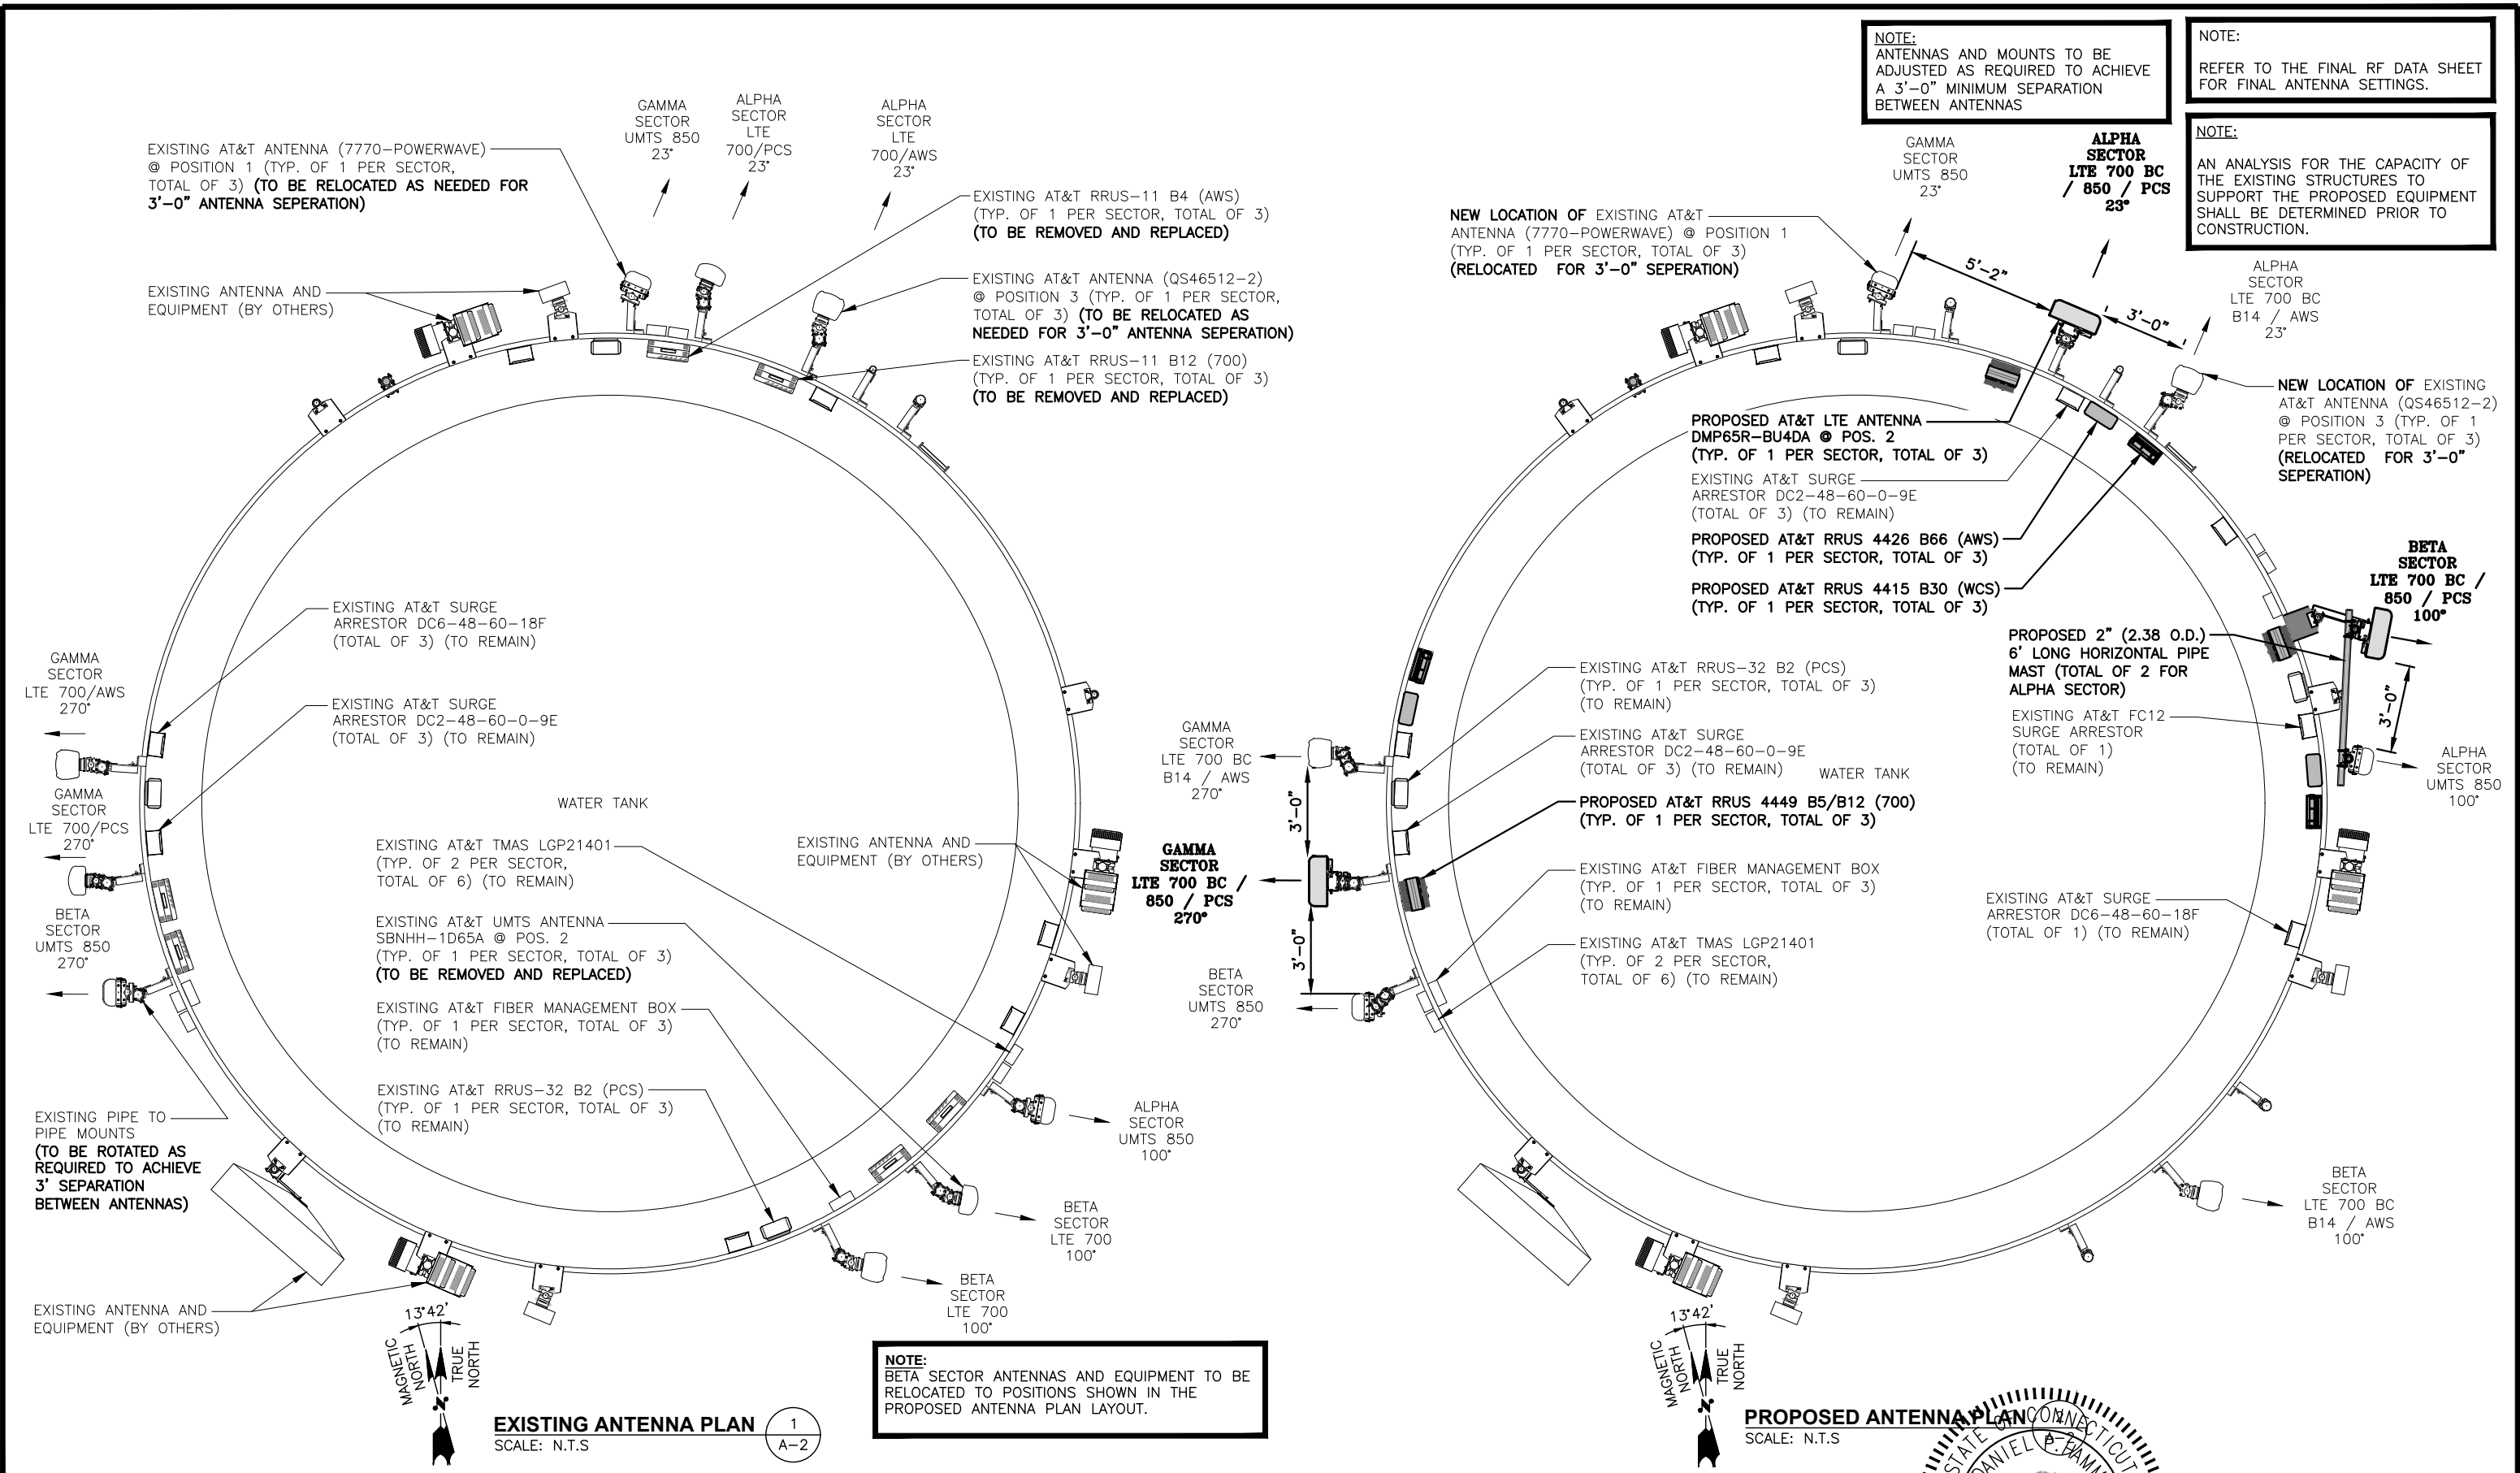 EXISTING AT&T ANTENNA (7770-POWERWAVE)
@ POSITION 1 (TYP. OF 1 PER SECTOR,
TOTAL OF 3) (TO BE RELOCATED AS NEEDED FOR
3'-0" ANTENNA SEPERATION)
GAMMA
SECTOR
UMTS 850
23°
ALPHA
SECTOR
LTE
700/PCS
23°
ALPHA
SECTOR
LTE
700/AWS
23°
EXISTING AT&T RRUS-11 B4 (AWS)
(TYP. OF 1 PER SECTOR, TOTAL OF 3)
(TO BE REMOVED AND REPLACED)
EXISTING ANTENNA AND
EQUIPMENT (BY OTHERS)
EXISTING AT&T ANTENNA (QS46512-2)
@ POSITION 3 (TYP. OF 1 PER SECTOR,
TOTAL OF 3) (TO BE RELOCATED AS
NEEDED FOR 3'-0" ANTENNA SEPERATION)
EXISTING AT&T RRUS-11 B12 (700)
(TYP. OF 1 PER SECTOR, TOTAL OF 3)
(TO BE REMOVED AND REPLACED)
EXISTING AT&T SURGE
ARRESTOR DC6-48-60-18F
(TOTAL OF 3) (TO REMAIN)
EXISTING AT&T SURGE
ARRESTOR DC2-48-60-0-9E
(TOTAL OF 3) (TO REMAIN)
GAMMA
SECTOR
LTE 700/AWS
270°
GAMMA
SECTOR
LTE 700/PCS
270°
BETA
SECTOR
UMTS 850
270°
WATER TANK
EXISTING AT&T TMAS LGP21401
(TYP. OF 2 PER SECTOR,
TOTAL OF 6) (TO REMAIN)
EXISTING ANTENNA AND
EQUIPMENT (BY OTHERS)
EXISTING AT&T UMTS ANTENNA
SBNHH-1D65A @ POS. 2
(TYP. OF 1 PER SECTOR, TOTAL OF 3)
(TO BE REMOVED AND REPLACED)
EXISTING AT&T FIBER MANAGEMENT BOX
(TYP. OF 1 PER SECTOR, TOTAL OF 3)
(TO REMAIN)
EXISTING AT&T RRUS-32 B2 (PCS)
(TYP. OF 1 PER SECTOR, TOTAL OF 3)
(TO REMAIN)
EXISTING PIPE TO
PIPE MOUNTS
(TO BE ROTATED AS
REQUIRED TO ACHIEVE
3' SEPARATION
BETWEEN ANTENNAS)
ALPHA
SECTOR
UMTS 850
100°
BETA
SECTOR
LTE 700
100°
BETA
SECTOR
LTE 700
100°
EXISTING ANTENNA AND
EQUIPMENT (BY OTHERS)
13°42'
MAGNETIC
NORTH
TRUE
NORTH
N
EXISTING ANTENNA PLAN
SCALE: N.T.S
1
A-2
NOTE:
BETA SECTOR ANTENNAS AND EQUIPMENT TO BE
RELOCATED TO POSITIONS SHOWN IN THE
PROPOSED ANTENNA PLAN LAYOUT.
NOTE:
ANTENNAS AND MOUNTS TO BE
ADJUSTED AS REQUIRED TO ACHIEVE
A 3'-0" MINIMUM SEPARATION
BETWEEN ANTENNAS
NOTE:
REFER TO THE FINAL RF DATA SHEET
FOR FINAL ANTENNA SETTINGS.
NOTE:
AN ANALYSIS FOR THE CAPACITY OF
THE EXISTING STRUCTURES TO
SUPPORT THE PROPOSED EQUIPMENT
SHALL BE DETERMINED PRIOR TO
CONSTRUCTION.
GAMMA
SECTOR
UMTS 850
23°
ALPHA
SECTOR
LTE 700 BC
/ 850 / PCS
23°
NEW LOCATION OF EXISTING AT&T
ANTENNA (7770-POWERWAVE) @ POSITION 1
(TYP. OF 1 PER SECTOR, TOTAL OF 3)
(RELOCATED FOR 3'-0" SEPERATION)
5'-2"
3'-0"
ALPHA
SECTOR
LTE 700 BC
B14 / AWS
23°
NEW LOCATION OF EXISTING
AT&T ANTENNA (QS46512-2)
@ POSITION 3 (TYP. OF 1
PER SECTOR, TOTAL OF 3)
(RELOCATED FOR 3'-0"
SEPERATION)
PROPOSED AT&T LTE ANTENNA
DMP65R-BU4DA @ POS. 2
(TYP. OF 1 PER SECTOR, TOTAL OF 3)
EXISTING AT&T SURGE
ARRESTOR DC2-48-60-0-9E
(TOTAL OF 3) (TO REMAIN)
PROPOSED AT&T RRUS 4426 B66 (AWS)
(TYP. OF 1 PER SECTOR, TOTAL OF 3)
PROPOSED AT&T RRUS 4415 B30 (WCS)
(TYP. OF 1 PER SECTOR, TOTAL OF 3)
BETA
SECTOR
LTE 700 BC /
850 / PCS
100°
PROPOSED 2" (2.38 O.D.)
6' LONG HORIZONTAL PIPE
MAST (TOTAL OF 2 FOR
ALPHA SECTOR)
3'-0"
EXISTING AT&T FC12
SURGE ARRESTOR
(TOTAL OF 1)
(TO REMAIN)
ALPHA
SECTOR
UMTS 850
100°
EXISTING AT&T RRUS-32 B2 (PCS)
(TYP. OF 1 PER SECTOR, TOTAL OF 3)
(TO REMAIN)
EXISTING AT&T SURGE
ARRESTOR DC2-48-60-0-9E
(TOTAL OF 3) (TO REMAIN)
WATER TANK
PROPOSED AT&T RRUS 4449 B5/B12 (700)
(TYP. OF 1 PER SECTOR, TOTAL OF 3)
GAMMA
SECTOR
LTE 700 BC
B14 / AWS
270°
3'-0"
GAMMA
SECTOR
LTE 700 BC /
850 / PCS
270°
3'-0"
BETA
SECTOR
UMTS 850
270°
EXISTING AT&T FIBER MANAGEMENT BOX
(TYP. OF 1 PER SECTOR, TOTAL OF 3)
(TO REMAIN)
EXISTING AT&T TMAS LGP21401
(TYP. OF 2 PER SECTOR,
TOTAL OF 6) (TO REMAIN)
EXISTING AT&T SURGE
ARRESTOR DC6-48-60-18F
(TOTAL OF 1) (TO REMAIN)
BETA
SECTOR
LTE 700 BC
B14 / AWS
100°
13°42'
MAGNETIC
NORTH
TRUE
NORTH
N
PROPOSED ANTENNA PLAN
SCALE: N.T.S
A-2
STATE OF CONNECTICUT
DANIEL P.